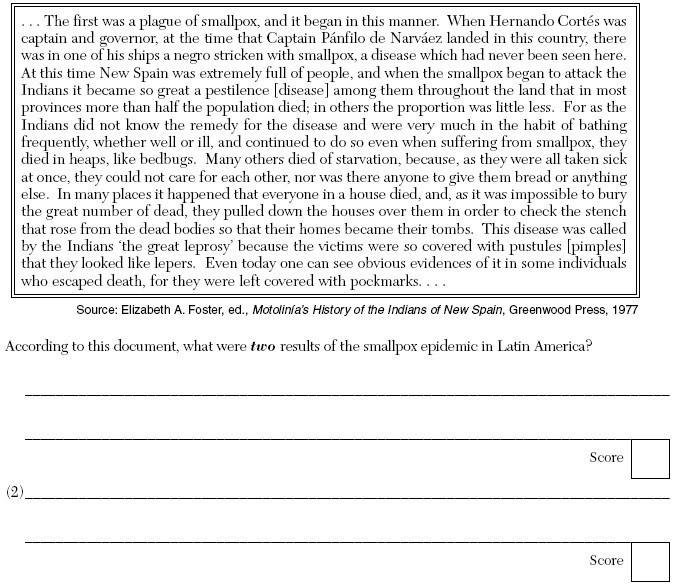 . . . The first was a plague of smallpox, and it began in this manner. When Hernando Cortés was
captain and governor, at the time that Captain Pánfilo de Narváez landed in this country, there
was in one of his ships a negro stricken with smallpox, a disease which had never been seen here.
At this time New Spain was extremely full of people, and when the smallpox began to attack the
Indians it became so great a pestilence [disease] among them throughout the land that in most
provinces more than half the population died; in others the proportion was little less. For as the
Indians did not know the remedy for the disease and were very much in the habit of bathing
frequently, whether well or ill, and continued to do so even when suffering from smallpox, they
died in heaps, like bedbugs. Many others died of starvation, because, as they were all taken sick
at once, they could not care for each other, nor was there anyone to give them bread or anything
else. In many places it happened that everyone in a house died, and, as it was impossible to bury
the great number of dead, they pulled down the houses over them in order to check the stench
that rose from the dead bodies so that their homes became their tombs. This disease was called
by the Indians ‘the great leprosy’ because the victims were so covered with pustules [pimples]
that they looked like lepers. Even today one can see obvious evidences of it in some individuals
who escaped death, for they were left covered with pockmarks. . . .
Source: Elizabeth A. Foster, ed., Motolinía's History of the Indians of New Spain, Greenwood Press, 1977
According to this document, what were two results of the smallpox epidemic in Latin America?
Score
(2)
Score